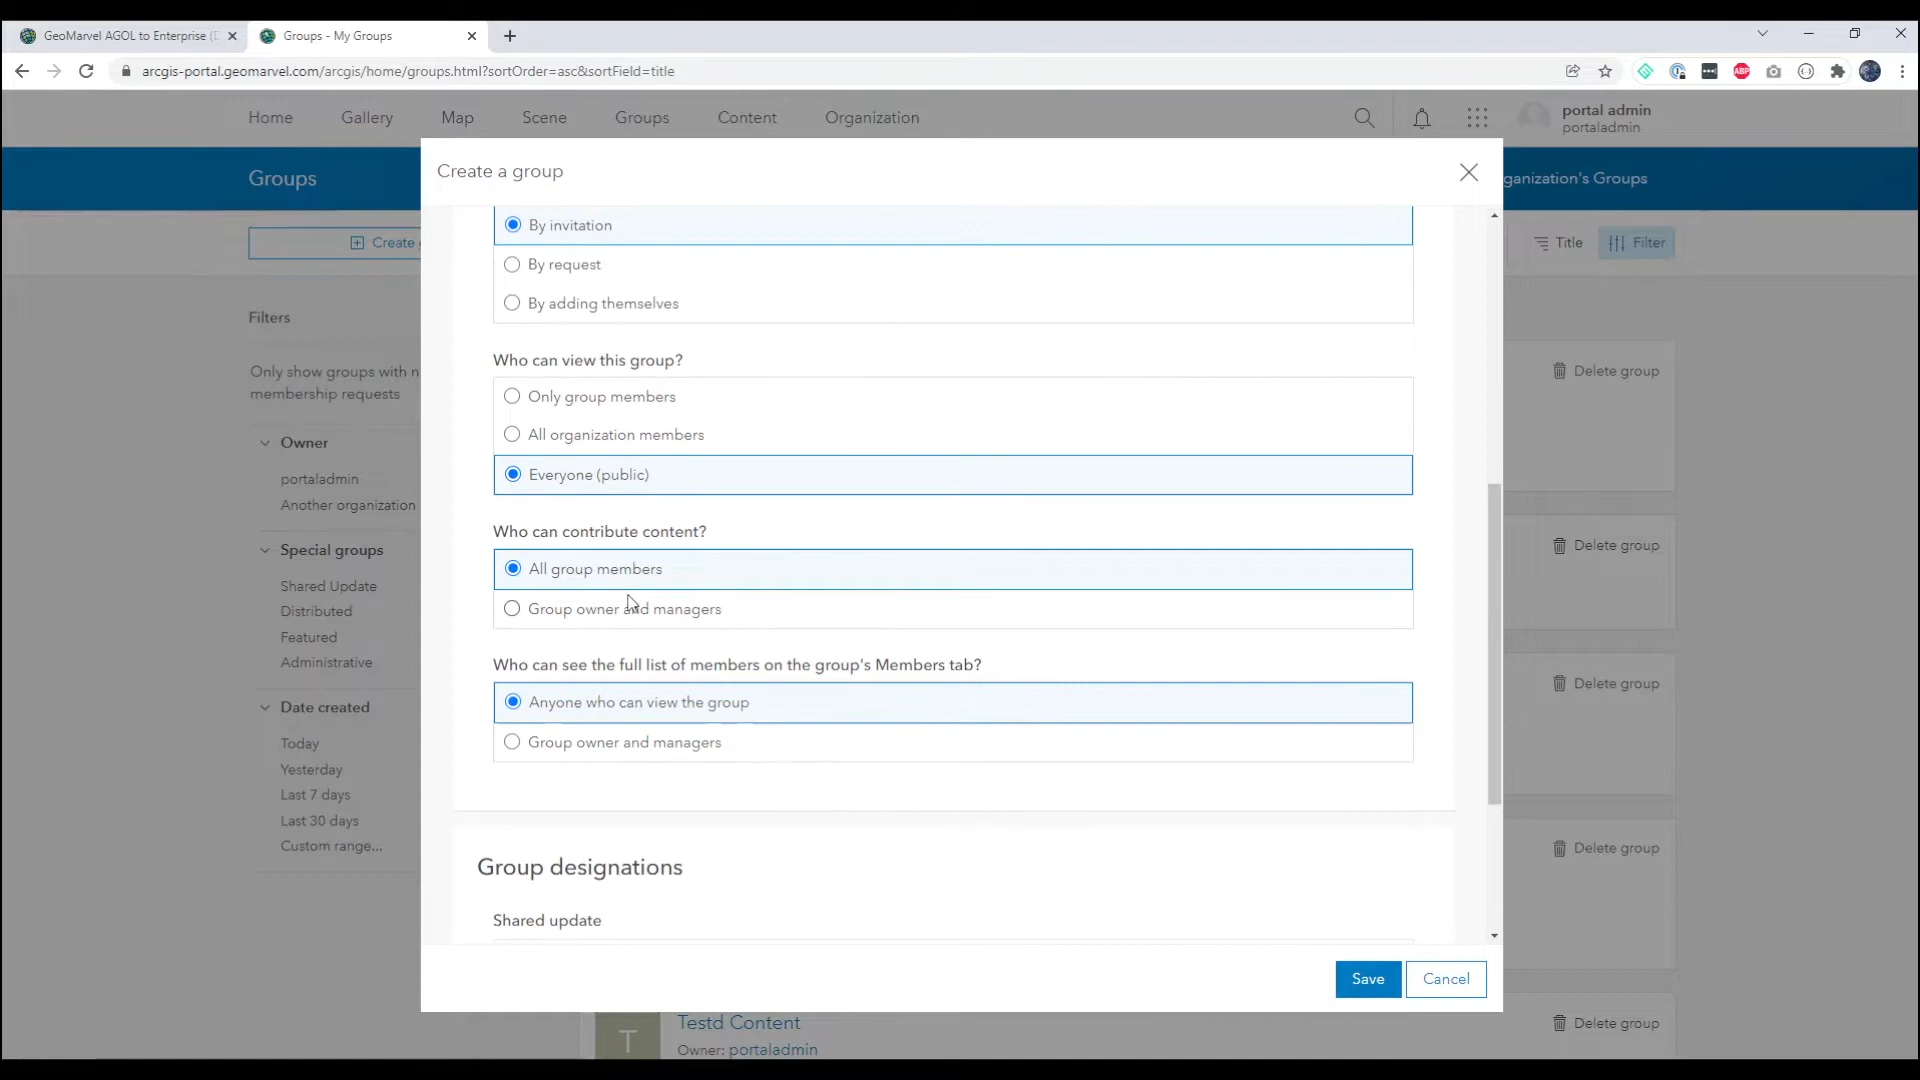 GeoMarvel AGOL to Enterprise (D
Groups - My Groups
arcgis-portal.geomarvel.com/arcgis/home/groups.html?sortOrder=asc&sortField=title
ABP
Home Gallery Map Scene Groups Content Organization
portal admin
portaladmin
Groups
ganization's Groups
Create a group
Create
Title Filter
Filters
Only show groups with n
membership requests
Owner
portaladmin
Another organization
Special groups
Shared Update
Distributed
Featured
Administrative
Date created
Today
Yesterday
Last 7 days
Last 30 days
Custom range...
By invitation
By request
By adding themselves
Who can view this group?
Only group members
All organization members
Everyone (public)
Who can contribute content?
All group members
Group owner and managers
Who can see the full list of members on the group's Members tab?
Anyone who can view the group
Group owner and managers
Group designations
Shared update
Save Cancel
Delete group
Delete group
Delete group
Delete group
Delete group
T
Testd Content
Owner: portaladmin